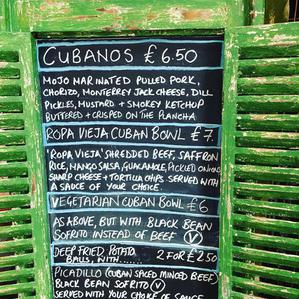 CUBANOS £6.50
MOJO MARINATED PULLED PORK,
CHORIZO, MONTERREY JACK CHEESE, DILL
PICKLES, MUSTARD + SMOKEY KETCHUP
BUTTERED + CRISPED ON THE PLANCHA
ROPA VIEJA CUBAN BOWL £7.
'ROPA VIEJA' SHREDDED BEEF, SAFFRON
RICE, MANGO SALSA, GUACAMOLE, PICKLED ONIONS
SHARP CHEESE + TORTILLA CHIPS. SERVED WITH
A SAUCE OF YOUR CHOICE.
VEGETARIAN CUBAN BOWL £6
AS ABOVE, BUT WITH BLACK BEAN
SOFRITO INSTEAD OF BEEF (V)
DEEP FRIED POTATO
BALLS, WITH...... 2 FOR £2.50
PICADILLO (CUBAN SPICED MINCED BEEF)
BLACK BEAN SOFRITO (V)
SERVED WITH YOUR CHOICE OF SAUCE